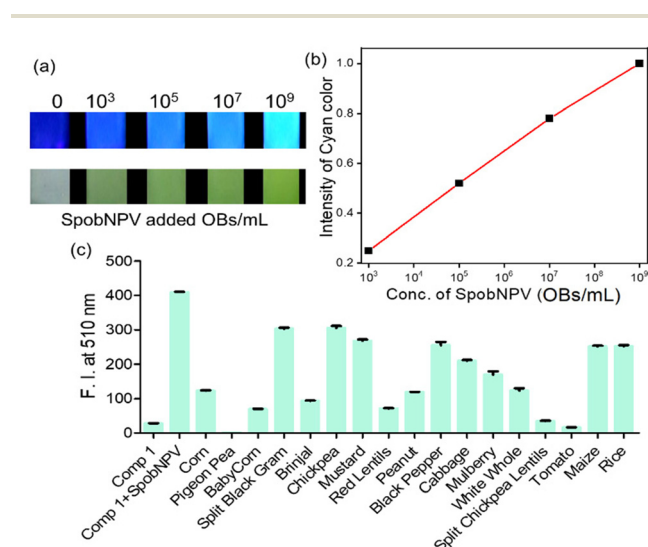 (a)
0 10³ 10⁵ 10⁷ 10⁹
SpobNPV added OBs/mL
(b)
Intensity of Cyan color
1.0
0.8
0.6
0.4
0.2
10³ 10⁴ 10⁵ 10⁶ 10⁷ 10⁸ 10⁹
Conc. of SpobNPV (OBs/mL)
(c)
F. I. at 510 nm
500
400
300
200
100
0
Comp 1
Comp 1+SpobNPV
Corn
Pigeon Pea
BabyCorn
Split Black Gram
Brinjal
Chickpea
Mustard
Red Lentils
Peanut
Black Pepper
Cabbage
Mulberry
White Whole
Split Chickpea Lentils
Tomato
Maize
Rice